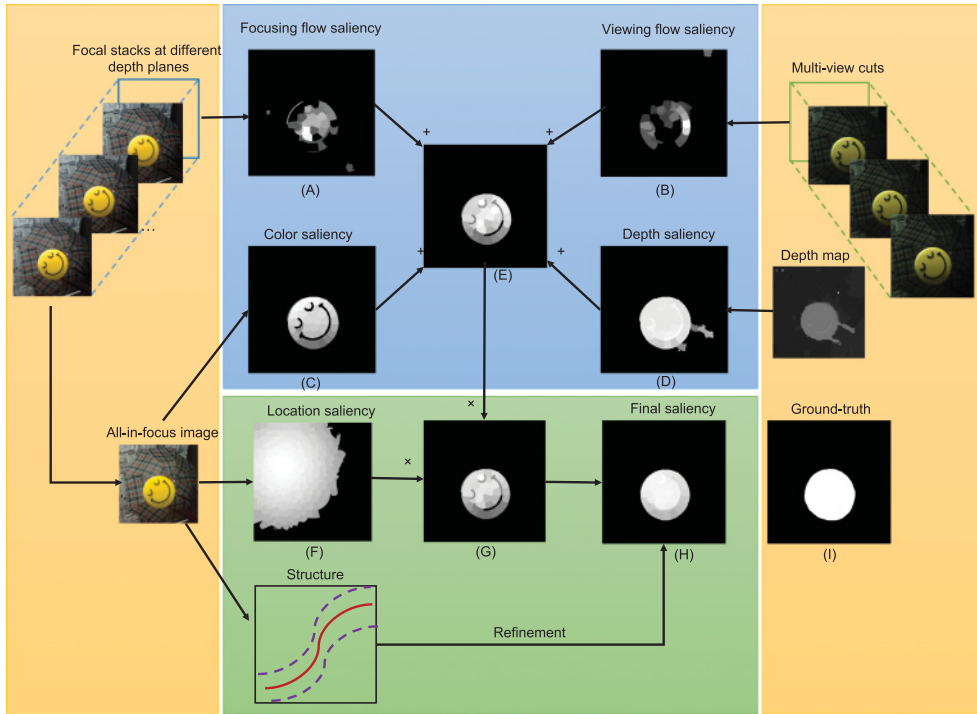 Focal stacks at different
depth planes
...
Focusing flow saliency
(A)
Viewing flow saliency
(B)
Multi-view cuts
+
+
+
+
(E)
Color saliency
(C)
Depth saliency
(D)
Depth map
×
All-in-focus image
Location saliency
(F)
×
(G)
Final saliency
(H)
Ground-truth
(I)
Structure
Refinement